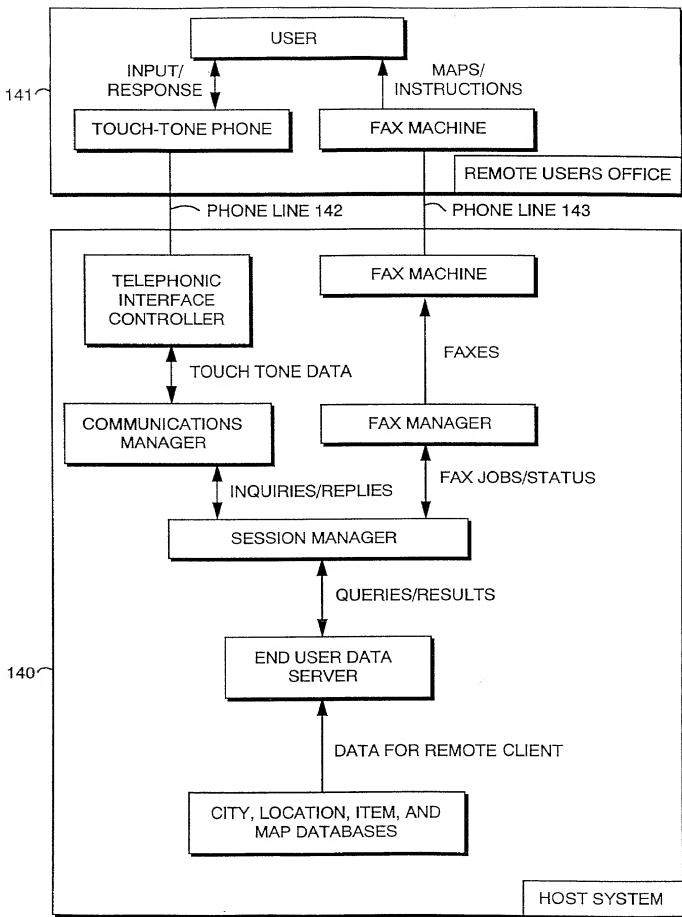 USER
INPUT/
RESPONSE
MAPS/
INSTRUCTIONS
141
TOUCH-TONE PHONE
FAX MACHINE
REMOTE USERS OFFICE
PHONE LINE 142
PHONE LINE 143
TELEPHONIC
INTERFACE
CONTROLLER
FAX MACHINE
TOUCH TONE DATA
FAXES
COMMUNICATIONS
MANAGER
FAX MANAGER
INQUIRIES/REPLIES
FAX JOBS/STATUS
SESSION MANAGER
QUERIES/RESULTS
140
END USER DATA
SERVER
DATA FOR REMOTE CLIENT
CITY, LOCATION, ITEM, AND
MAP DATABASES
HOST SYSTEM